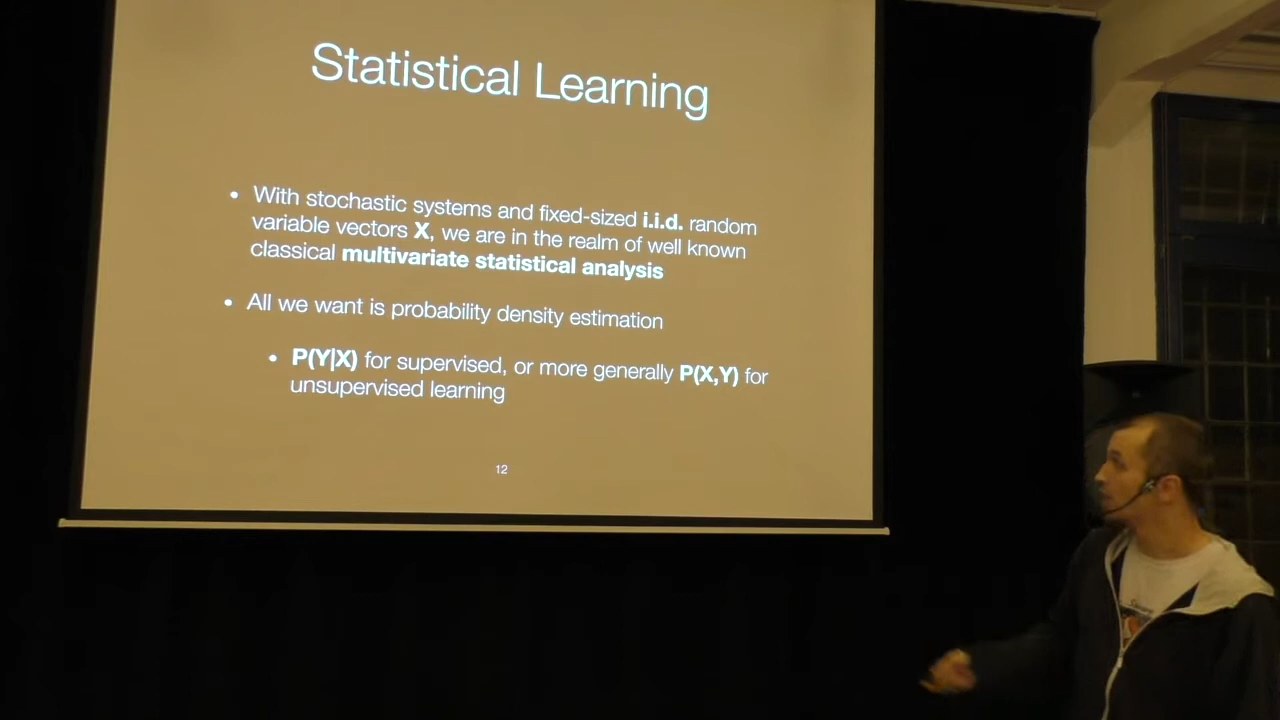 Statistical Learning
• With stochastic systems and fixed-sized i.i.d. random
variable vectors X, we are in the realm of well known
classical multivariate statistical analysis
• All we want is probability density estimation
• P(Y|X) for supervised, or more generally P(X,Y) for
unsupervised learning
12